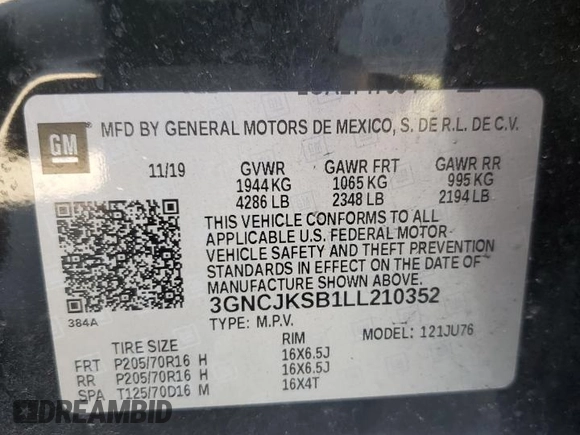 GM
MFD BY GENERAL MOTORS DE MEXICO, S. DE R.L. DE C.V.
11/19 GVWR GAWR FRT GAWR RR
1944 KG 1065 KG 995 KG
4286 LB 2348 LB 2194 LB
THIS VEHICLE CONFORMS TO ALL
APPLICABLE U.S. FEDERAL MOTOR
VEHICLE SAFETY AND THEFT PREVENTION
STANDARDS IN EFFECT ON THE DATE OF
MANUFACTURE SHOWN ABOVE.
3GNCJKSB1LL210352
384A
TYPE: M.P.V. MODEL: 121JU76
TIRE SIZE RIM
FRT P205/70R16 H 16X6.5J
RR P205/70R16 H 16X6.5J
SPA T125/70D16 M 16X4T
DREAMBID